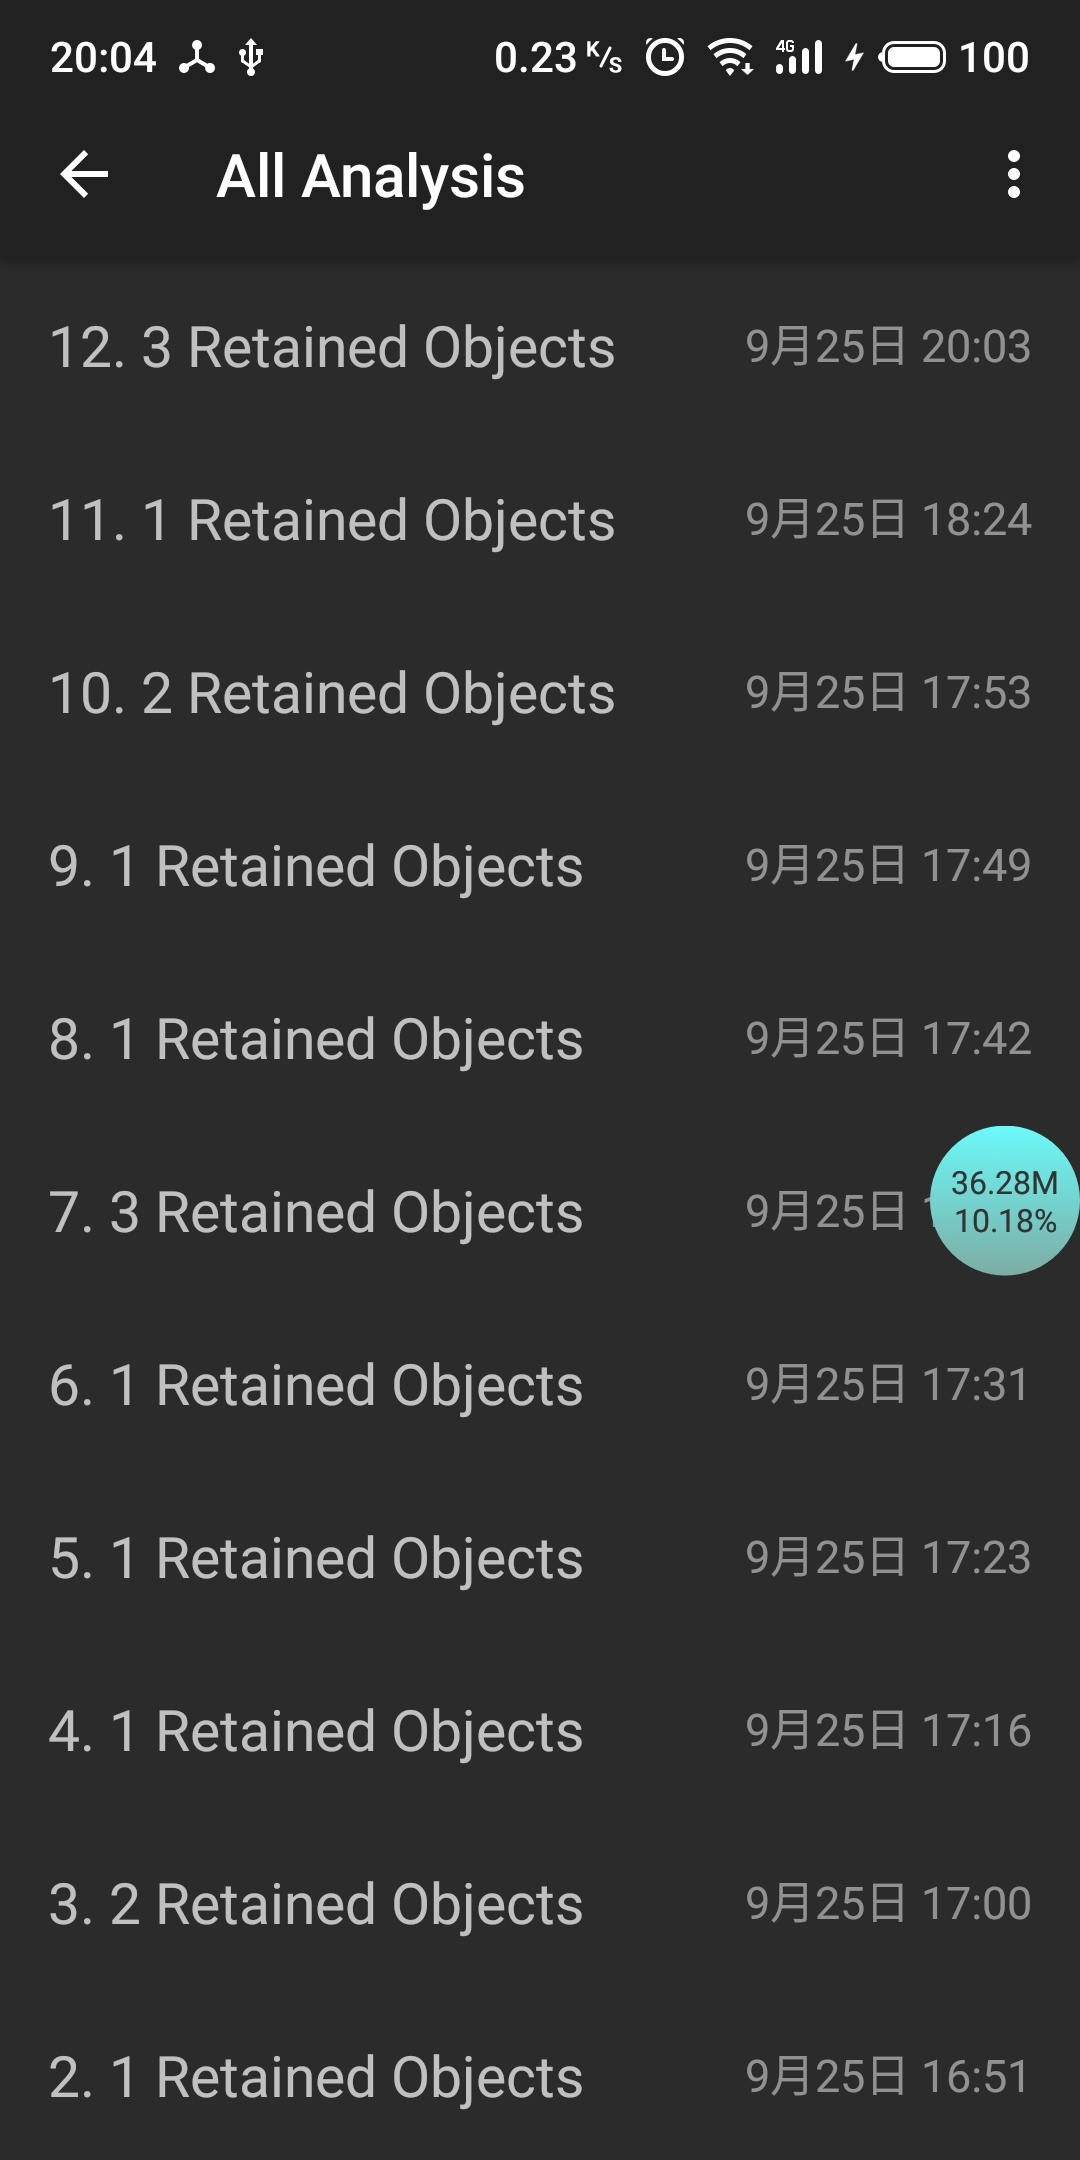 20:04 0.23 K/s 4G 100
All Analysis
12. 3 Retained Objects 9月25日 20:03
11. 1 Retained Objects 9月25日 18:24
10. 2 Retained Objects 9月25日 17:53
9. 1 Retained Objects 9月25日 17:49
8. 1 Retained Objects 9月25日 17:42
7. 3 Retained Objects 9月25日
36.28M
10.18%
6. 1 Retained Objects 9月25日 17:31
5. 1 Retained Objects 9月25日 17:23
4. 1 Retained Objects 9月25日 17:16
3. 2 Retained Objects 9月25日 17:00
2. 1 Retained Objects 9月25日 16:51